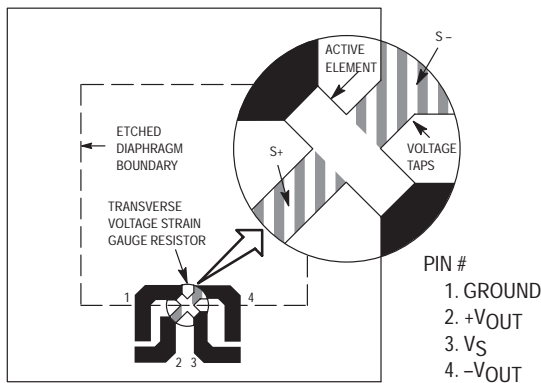 ACTIVE
ELEMENT
S –
ETCHED
DIAPHRAGM
BOUNDARY
S+
VOLTAGE
TAPS
TRANSVERSE
VOLTAGE STRAIN
GAUGE RESISTOR
1
4
2 3
PIN #
1. GROUND
2. +VOUT
3. VS
4. –VOUT